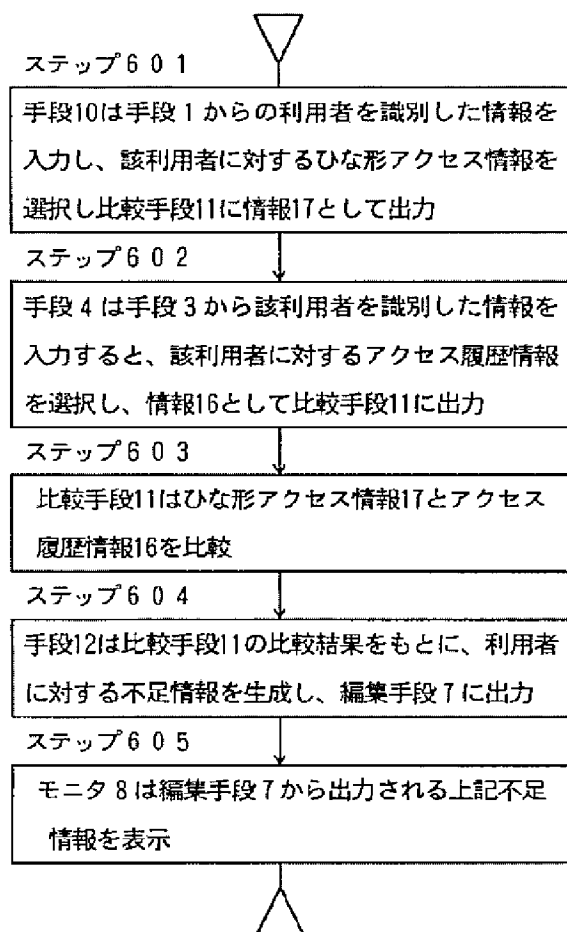 ステップ６０１
手段10は手段１からの利用者を識別した情報を
入力し、該利用者に対するひな形アクセス情報を
選択し比較手段11に情報17として出力
ステップ６０２
手段４は手段３から該利用者を識別した情報を
入力すると、該利用者に対するアクセス履歴情報
を選択し、情報16として比較手段11に出力
ステップ６０３
比較手段11はひな形アクセス情報17とアクセス
履歴情報16を比較
ステップ６０４
手段12は比較手段11の比較結果をもとに、利用者
に対する不足情報を生成し、編集手段７に出力
ステップ６０５
モニタ８は編集手段７から出力される上記不足
情報を表示